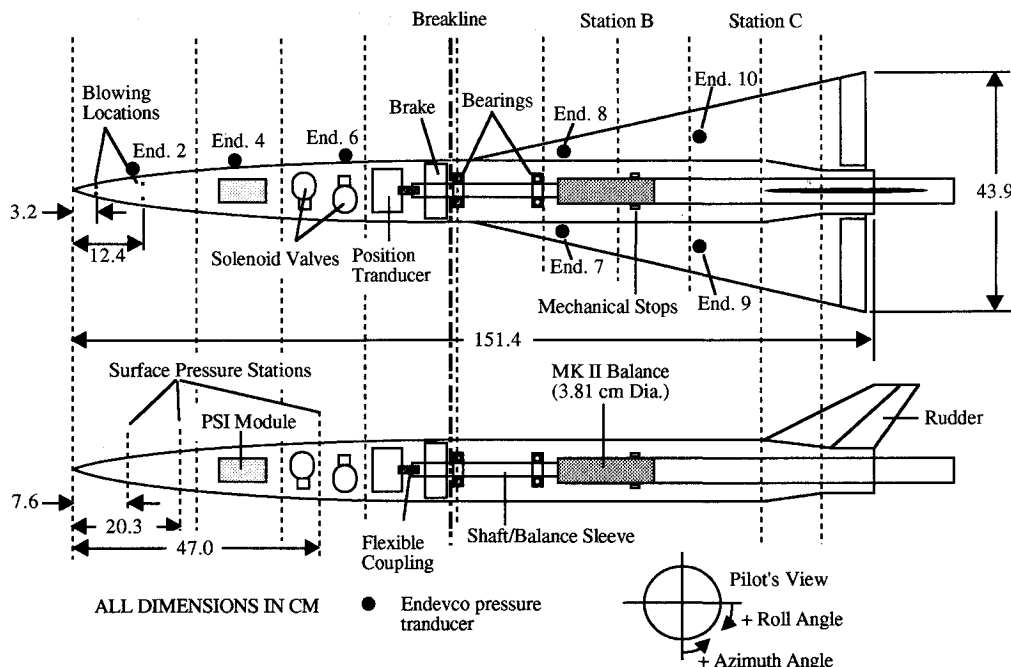 Breakline
Station B
Station C
Blowing
Locations
End. 2
End. 4
End. 6
Brake
Bearings
End. 8
End. 10
3.2
12.4
43.9
Solenoid Valves
Position
Tranducer
End. 7
End. 9
Mechanical Stops
151.4
Surface Pressure Stations
PSI Module
MK II Balance
(3.81 cm Dia.)
Rudder
7.6
20.3
47.0
Flexible
Coupling
Shaft/Balance Sleeve
ALL DIMENSIONS IN CM
Endevco pressure
tranducer
Pilot's View
+ Roll Angle
+ Azimuth Angle